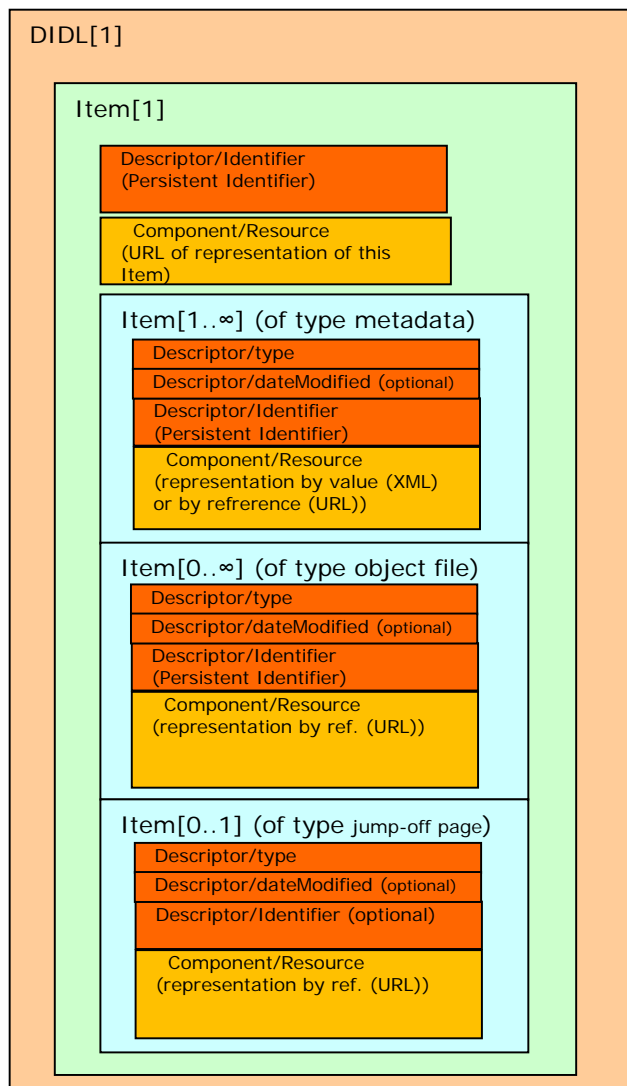 DIDL[1]
Item[1]
Descriptor/Identifier
(Persistent Identifier)
Component/Resource
(URL of representation of this
Item)
Item[1..∞] (of type metadata)
Descriptor/type
Descriptor/dateModified (optional)
Descriptor/Identifier
(Persistent Identifier)
Component/Resource
(representation by value (XML)
or by refrerence (URL))
Item[0..∞] (of type object file)
Descriptor/type
Descriptor/dateModified (optional)
Descriptor/Identifier
(Persistent Identifier)
Component/Resource
(representation by ref. (URL))
Item[0..1] (of type jump-off page)
Descriptor/type
Descriptor/dateModified (optional)
Descriptor/Identifier (optional)
Component/Resource
(representation by ref. (URL))